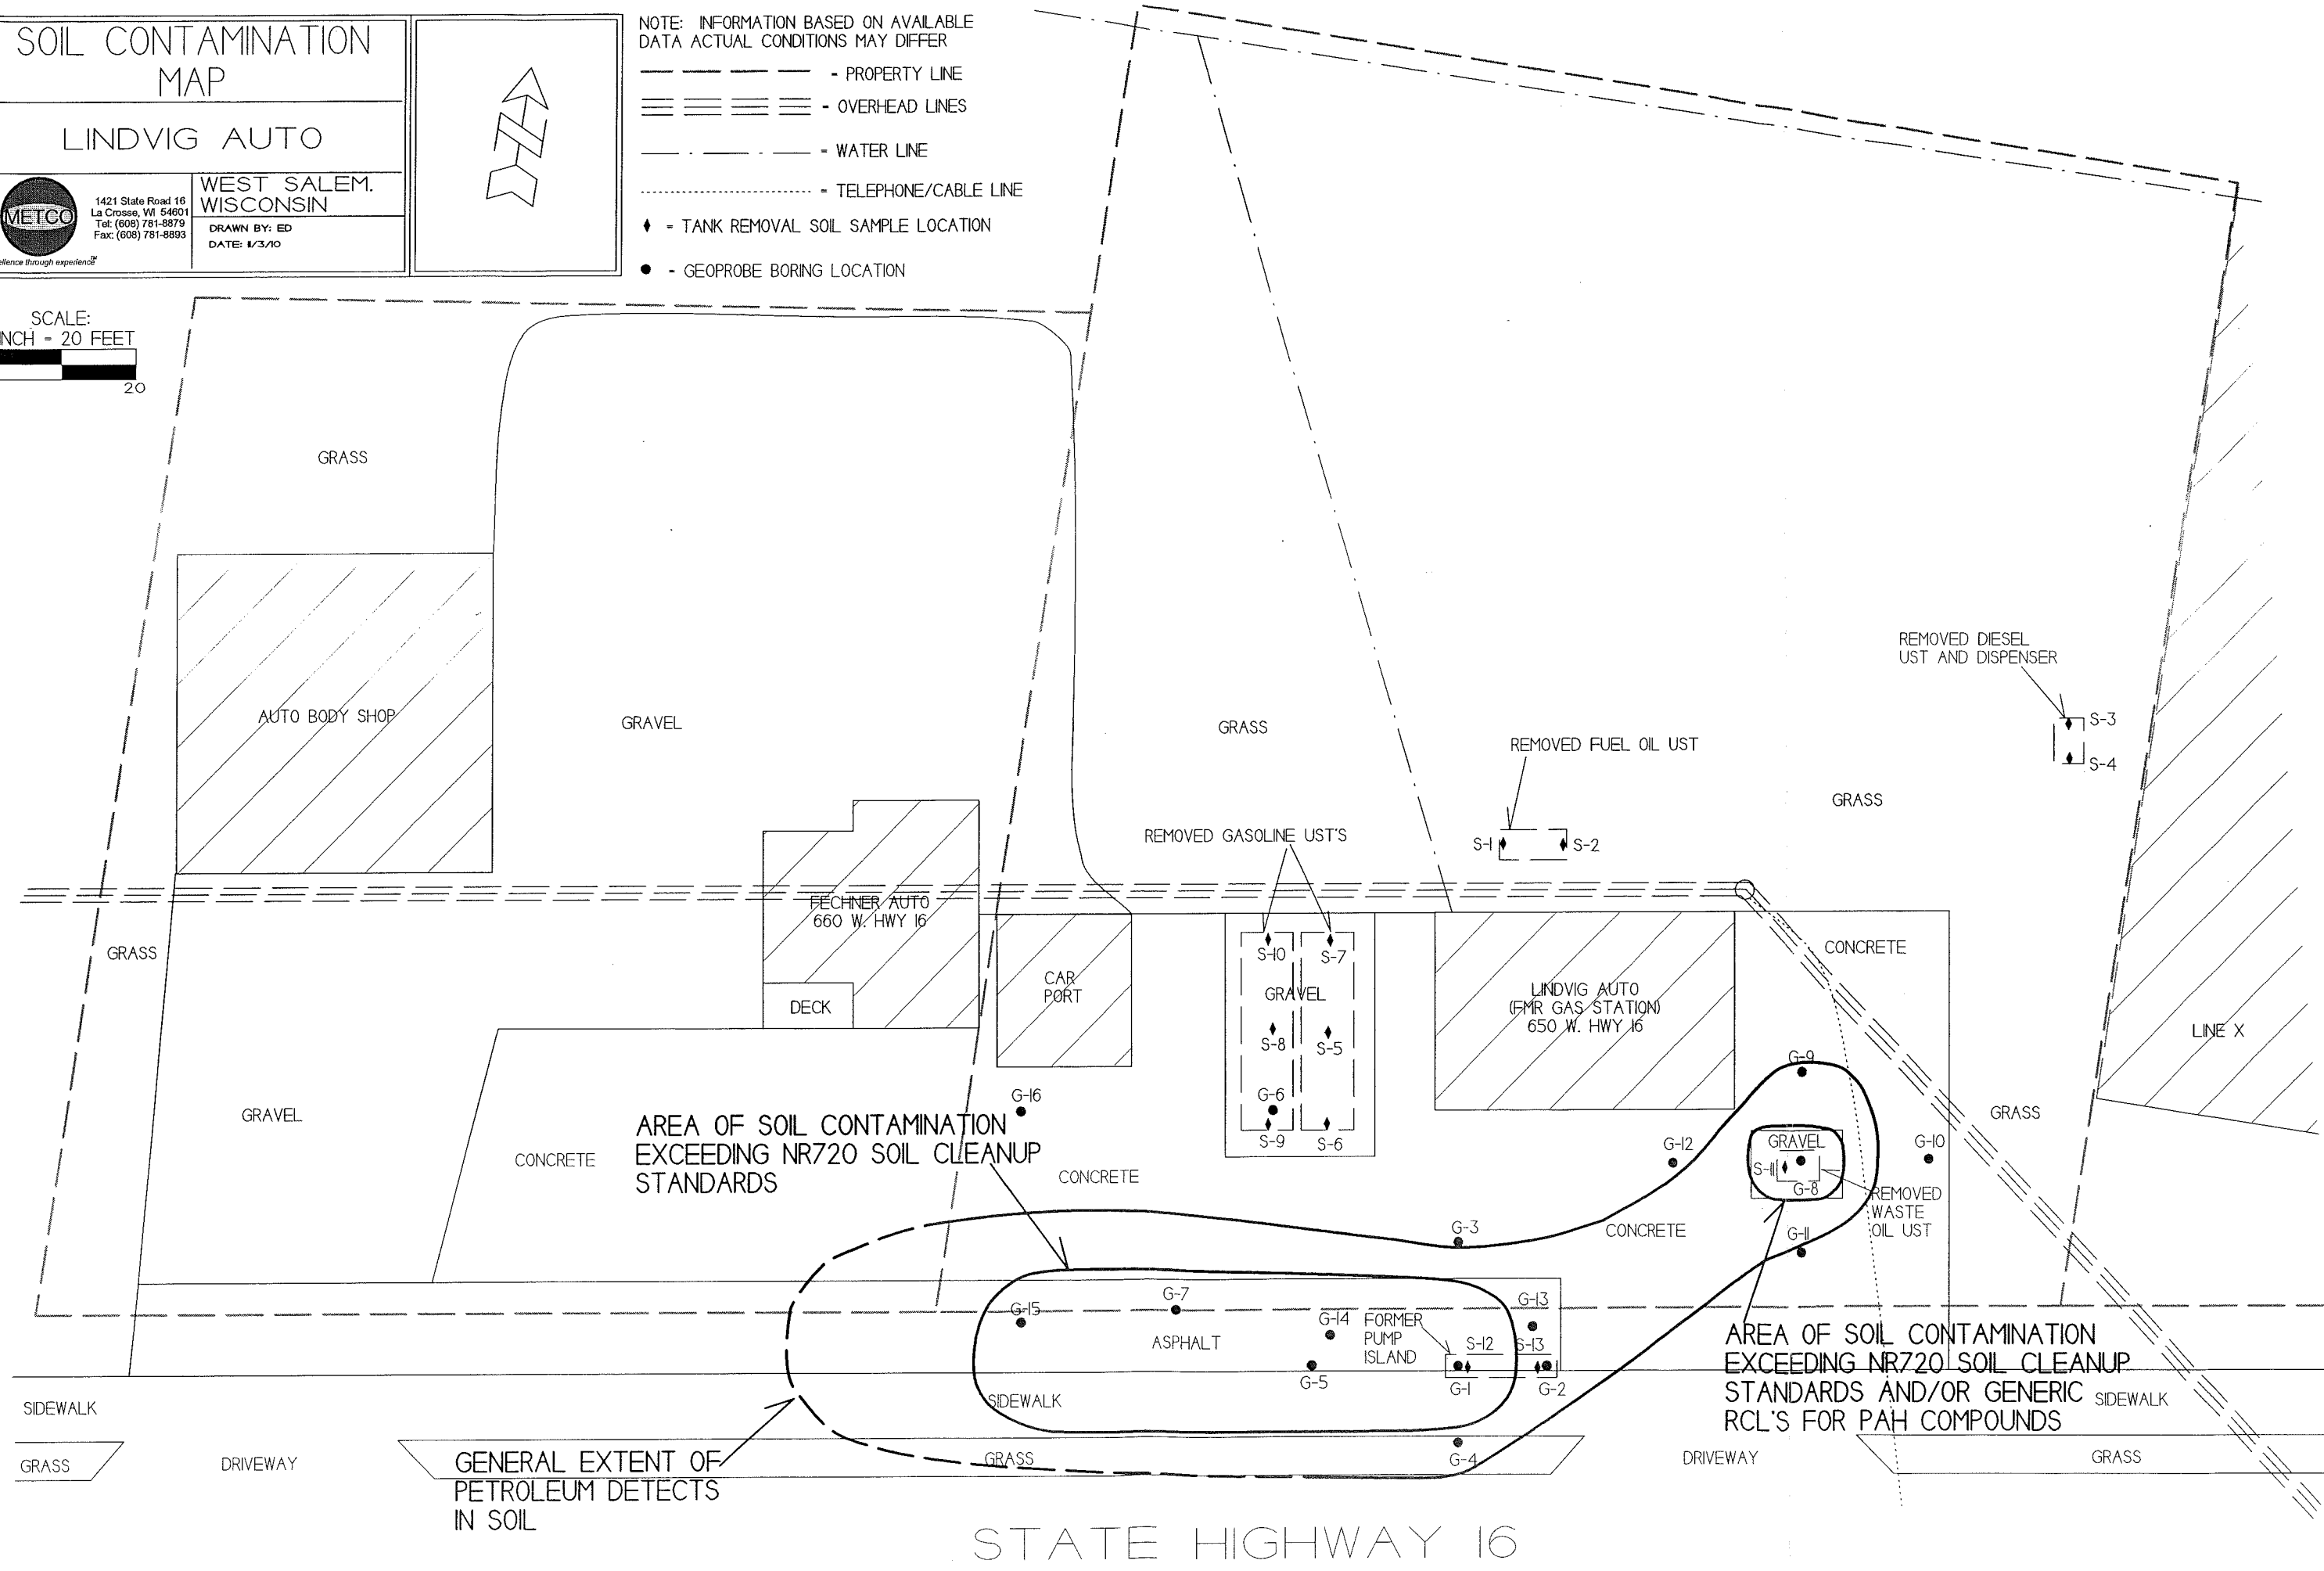 SOIL CONTAMINATION
MAP
LINDVIG AUTO
METCO
1421 State Road 16
La Crosse, WI 54601
Tel: (608) 781-8879
Fax: (608) 781-8893
ellence through experience
WEST SALEM.
WISCONSIN
DRAWN BY: ED
DATE: 11/3/10
N
NOTE: INFORMATION BASED ON AVAILABLE
DATA ACTUAL CONDITIONS MAY DIFFER
- PROPERTY LINE
- OVERHEAD LINES
= WATER LINE
= TELEPHONE/CABLE LINE
= TANK REMOVAL SOIL SAMPLE LOCATION
- GEOPROBE BORING LOCATION
SCALE:
NCH = 20 FEET
20
GRASS
AUTO BODY SHOP
GRAVEL
GRASS
REMOVED FUEL OIL UST
S-1
S-2
REMOVED DIESEL
UST AND DISPENSER
S-3
S-4
GRASS
REMOVED GASOLINE UST'S
FECHNER AUTO
660 W. HWY 16
DECK
CAR
PORT
S-10
S-7
GRAVEL
S-8
S-5
G-6
S-9
S-6
LINDVIG AUTO
(FMR GAS STATION)
650 W. HWY 16
CONCRETE
LINE X
GRASS
GRAVEL
CONCRETE
G-16
AREA OF SOIL CONTAMINATION
EXCEEDING NR720 SOIL CLEANUP
STANDARDS
CONCRETE
G-9
G-12
GRAVEL
S-11
G-8
G-10
GRASS
REMOVED
WASTE
OIL UST
G-3
CONCRETE
G-11
G-15
G-7
ASPHALT
G-14
FORMER
PUMP
ISLAND
G-13
S-12
S-13
G-5
G-1
G-2
AREA OF SOIL CONTAMINATION
EXCEEDING NR720 SOIL CLEANUP
STANDARDS AND/OR GENERIC
RCL'S FOR PAH COMPOUNDS
SIDEWALK
SIDEWALK
SIDEWALK
GRASS
DRIVEWAY
GENERAL EXTENT OF
PETROLEUM DETECTS
IN SOIL
GRASS
G-4
DRIVEWAY
GRASS
STATE HIGHWAY 16